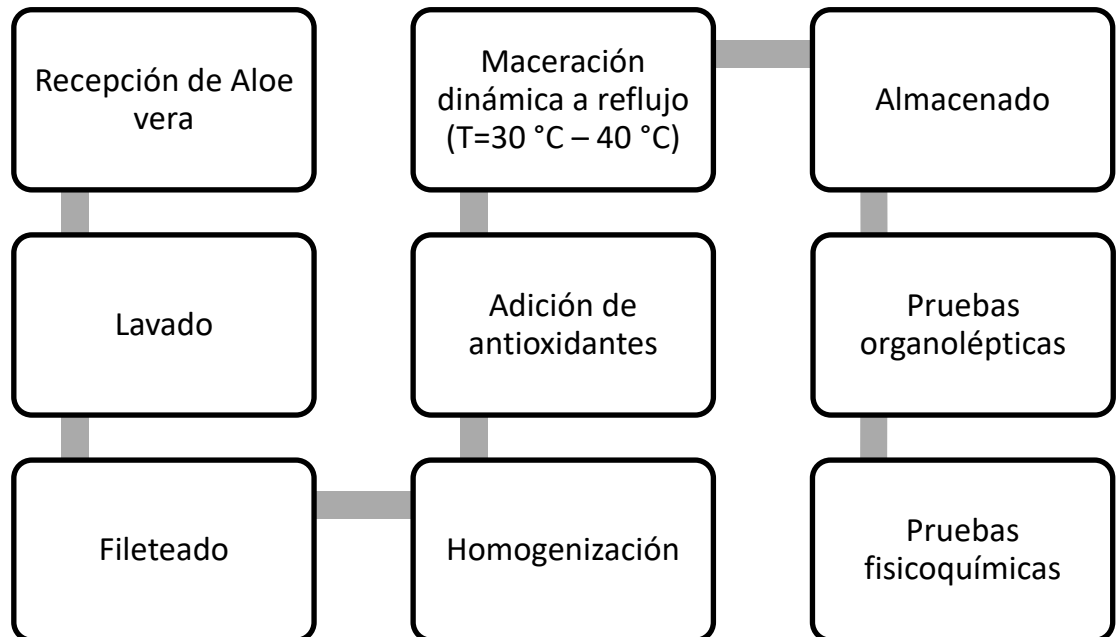 Recepción de Aloe
vera
Lavado
Fileteado
Homogenización
Adición de
antioxidantes
Maceración
dinámica a reflujo
(T=30 °C – 40 °C)
Almacenado
Pruebas
organolépticas
Pruebas
fisicoquímicas